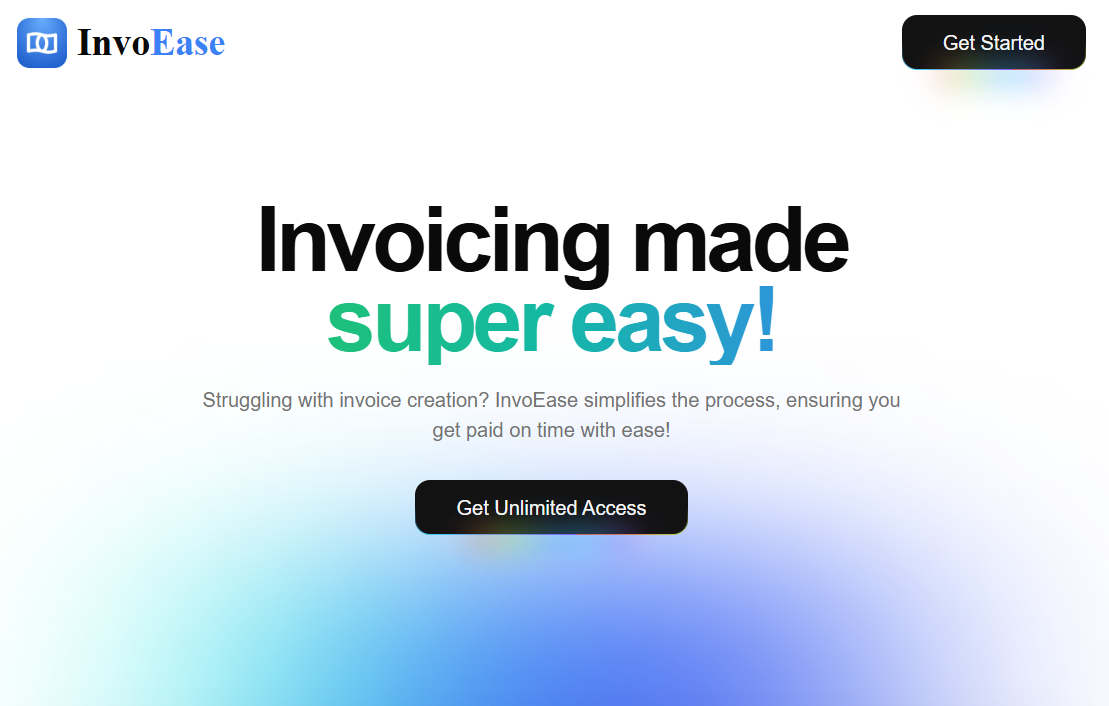 InvoEase
Get Started
Invoicing made
super easy!
Struggling with invoice creation? InvoEase simplifies the process, ensuring you
get paid on time with ease!
Get Unlimited Access